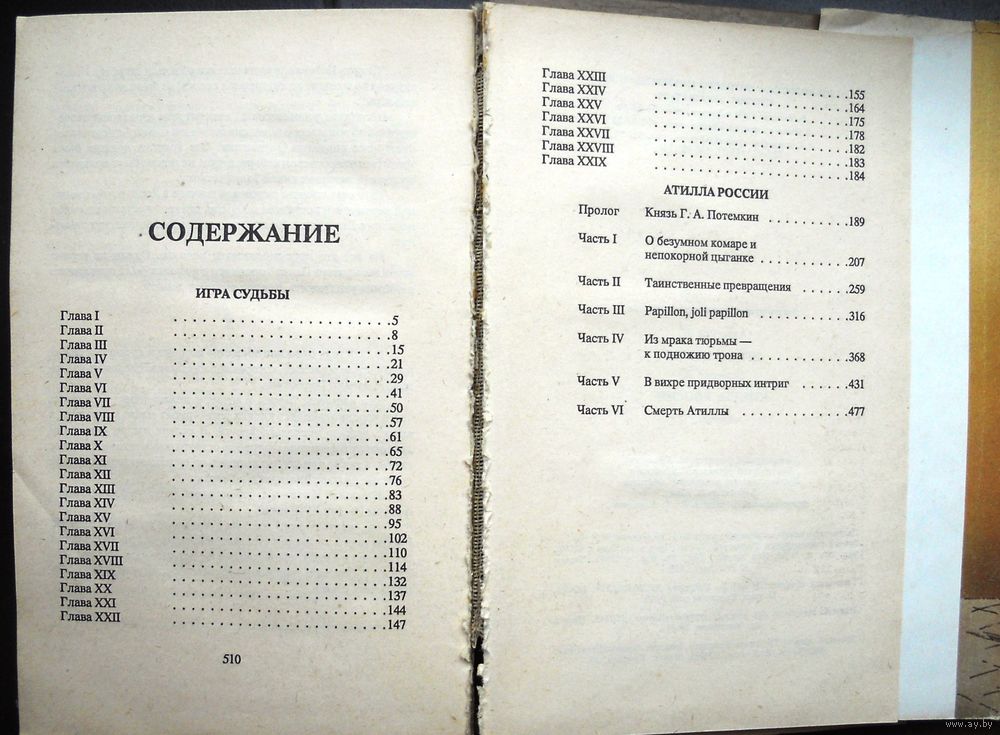 СОДЕРЖАНИЕ
ИГРА СУДЬБЫ
Глава I . . . . . . . . . . . . . . . . . . . . . . . 5
Глава II . . . . . . . . . . . . . . . . . . . . . . . 8
Глава III . . . . . . . . . . . . . . . . . . . . . . . 15
Глава IV . . . . . . . . . . . . . . . . . . . . . . . 21
Глава V . . . . . . . . . . . . . . . . . . . . . . . 29
Глава VI . . . . . . . . . . . . . . . . . . . . . . . 41
Глава VII . . . . . . . . . . . . . . . . . . . . . . . 50
Глава VIII . . . . . . . . . . . . . . . . . . . . . . . 57
Глава IX . . . . . . . . . . . . . . . . . . . . . . . 61
Глава X . . . . . . . . . . . . . . . . . . . . . . . 65
Глава XI . . . . . . . . . . . . . . . . . . . . . . . 72
Глава XII . . . . . . . . . . . . . . . . . . . . . . . 76
Глава XIII . . . . . . . . . . . . . . . . . . . . . . . 83
Глава XIV . . . . . . . . . . . . . . . . . . . . . . . 88
Глава XV . . . . . . . . . . . . . . . . . . . . . . . 95
Глава XVI . . . . . . . . . . . . . . . . . . . . . . . 102
Глава XVII . . . . . . . . . . . . . . . . . . . . . . . 110
Глава XVIII . . . . . . . . . . . . . . . . . . . . . . . 114
Глава XIX . . . . . . . . . . . . . . . . . . . . . . . 132
Глава XX . . . . . . . . . . . . . . . . . . . . . . . 137
Глава XXI . . . . . . . . . . . . . . . . . . . . . . . 144
Глава XXII . . . . . . . . . . . . . . . . . . . . . . . 147
510
Глава XXIII . . . . . . . . . . . . . . . . . . . . . 155
Глава XXIV . . . . . . . . . . . . . . . . . . . . . 164
Глава XXV . . . . . . . . . . . . . . . . . . . . . 175
Глава XXVI . . . . . . . . . . . . . . . . . . . . . 178
Глава XXVII . . . . . . . . . . . . . . . . . . . . . 182
Глава XXVIII . . . . . . . . . . . . . . . . . . . . . 183
Глава XXIX . . . . . . . . . . . . . . . . . . . . . 184
АТИЛЛА РОССИИ
Пролог Князь Г. А. Потемкин . . . . . . . . . 189
Часть I О безумном комаре и
непокорной цыганке . . . . . . . . . . 207
Часть II Таинственные превращения . . . . . . 259
Часть III Papillon, joli papillon . . . . . . . . . . 316
Часть IV Из мрака тюрьмы —
к подножию трона . . . . . . . . . . . 368
Часть V В вихре придворных интриг . . . . . . 431
Часть VI Смерть Атиллы . . . . . . . . . . . . 477
www.ay.by